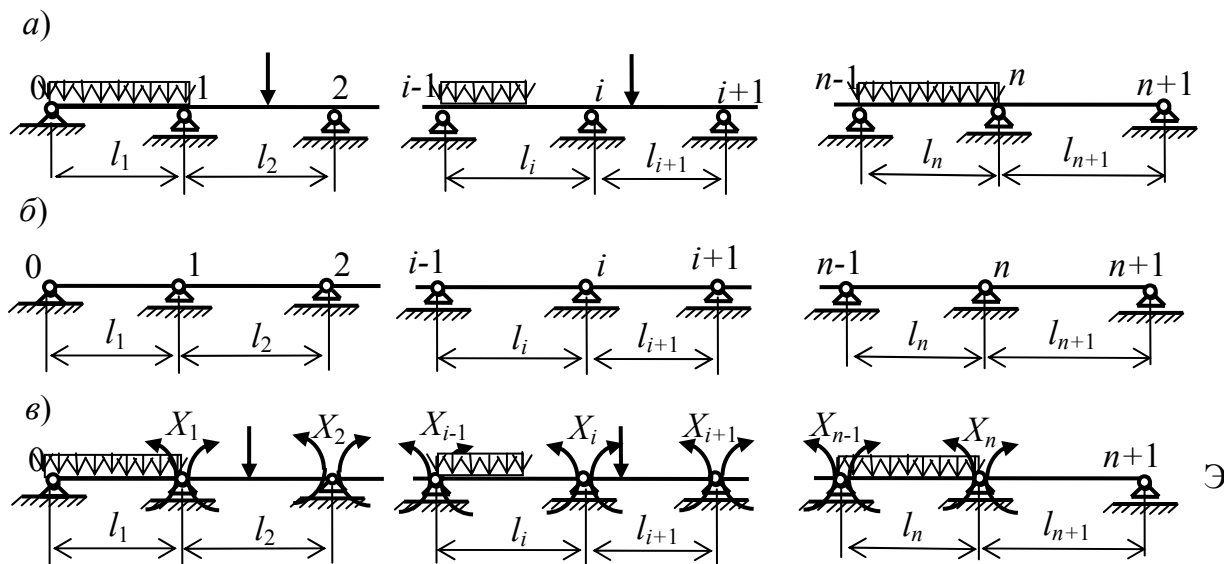 а)
0 1 2 i-1 i i+1 n-1 n n+1
l1 l2 li li+1 ln ln+1
б)
0 1 2 i-1 i i+1 n-1 n n+1
l1 l2 li li+1 ln ln+1
в)
X1 X2 Xi-1 Xi Xi+1 Xn-1 Xn
0 n+1 Э
l1 l2 li li+1 ln ln+1